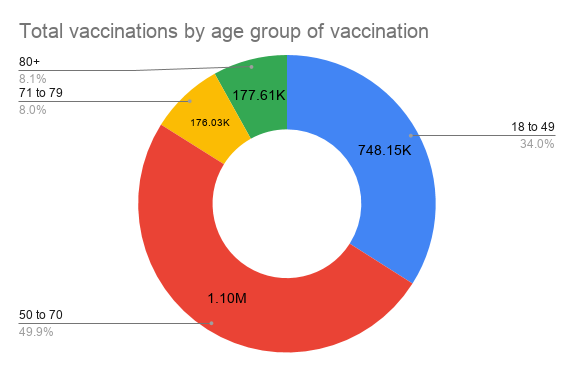 Total vaccinations by age group of vaccination
80+
8.1%
71 to 79
8.0%
177.61K
176.03K
748.15K
18 to 49
34.0%
1.10M
50 to 70
49.9%